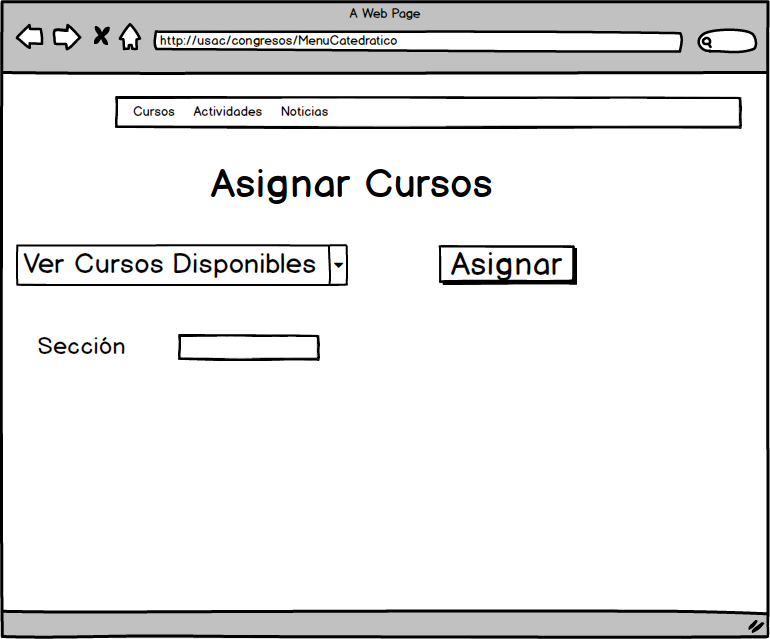 A Web Page
http://usac/congresos/MenuCatedratico
Cursos Actividades Noticias
Asignar Cursos
Ver Cursos Disponibles Asignar
Sección